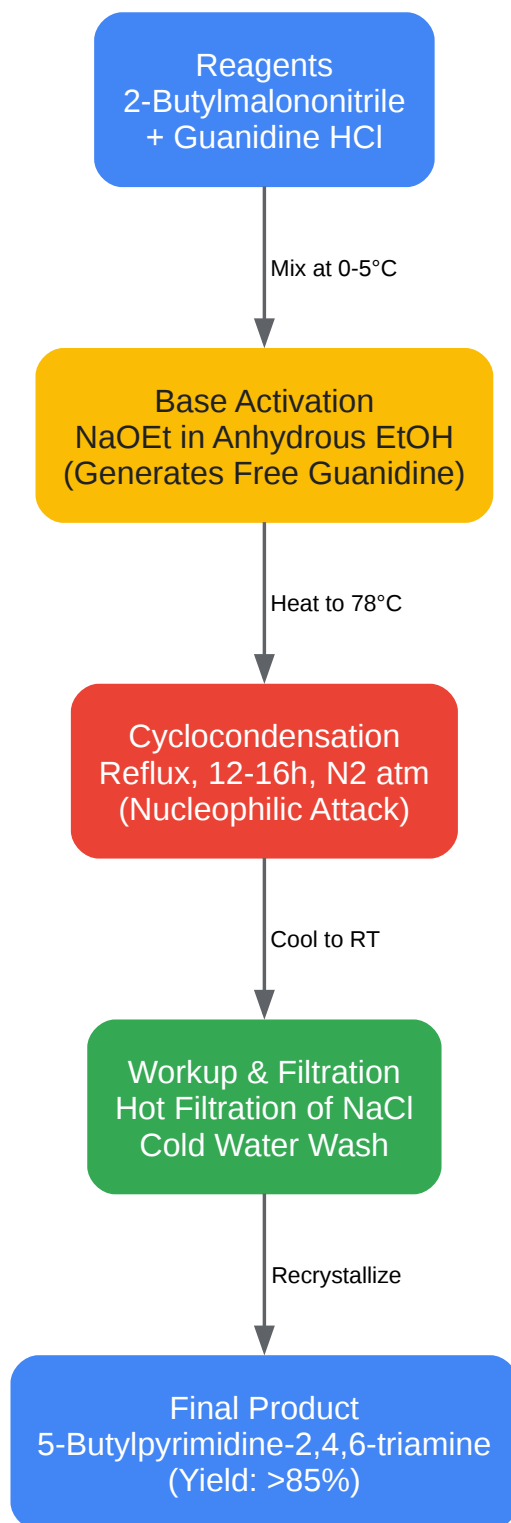 Reagents
2-Butylmalononitrile
+ Guanidine HCl
Mix at 0-5°C
Base Activation
NaOEt in Anhydrous EtOH
(Generates Free Guanidine)
Heat to 78°C
Cyclocondensation
Reflux, 12-16h, N2 atm
(Nucleophilic Attack)
Cool to RT
Workup & Filtration
Hot Filtration of NaCl
Cold Water Wash
Recrystallize
Final Product
5-Butylpyrimidine-2,4,6-triamine
(Yield: >85%)